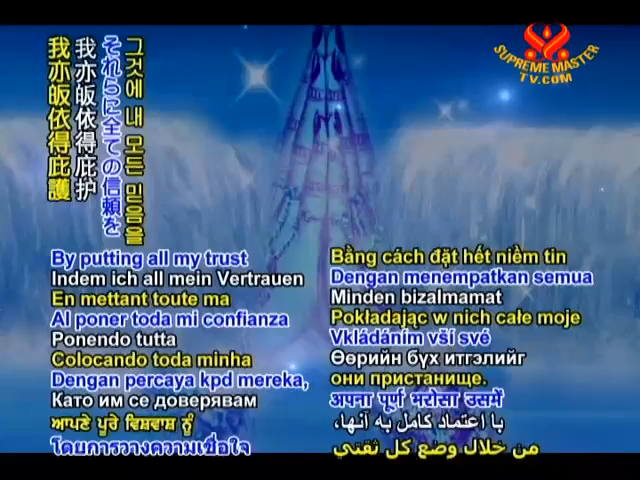 SUPREME MASTER
TV.COM
그것에 내 모든 믿음을
それらに全ての信頼を
我亦皈依得庇护
我亦皈依得庇護
By putting all my trust
Indem ich all mein Vertrauen
En mettant toute ma
Al poner toda mi confianza
Ponendo tutta
Colocando toda minha
Dengan percaya kpd mereka,
Като им се доверявам
ਆਪਣੇ ਪੂਰੇ ਵਿਸ਼ਵਾਸ਼ ਨੂੰ
โดยการวางความเชื่อใจ
Bằng cách đặt hết niềm tin
Dengan menempatkan semua
Minden bizalmamat
Pokładając w nich całe moje
Vkládáním vší své
Өөрийн бүх итгэлийг
они пристанище.
अपना पूर्ण भरोसा उसमें
با اعتماد کامل به آنها،
من خلال وضع كل ثقتي